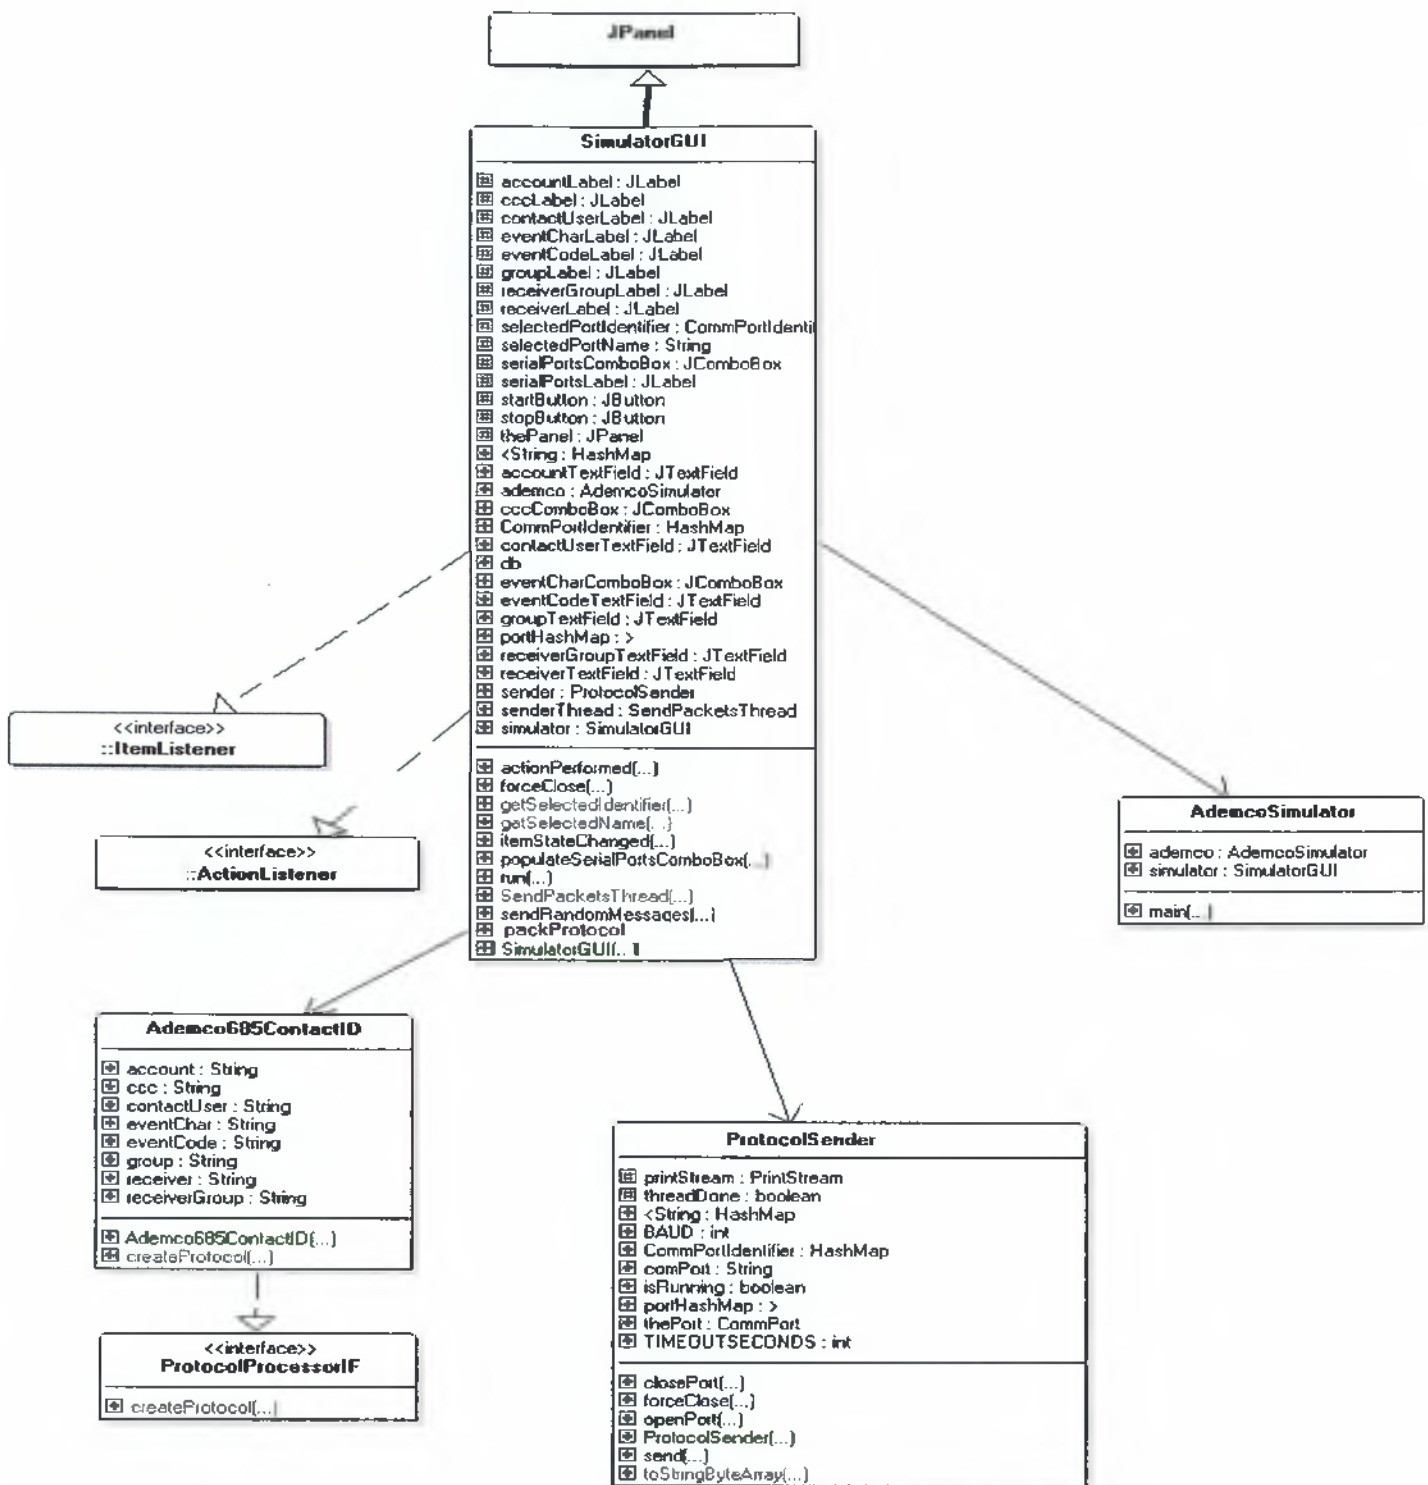 JPanel
SimulatorGUI
accountLabel : JLabel
cccLabel : JLabel
contactUserLabel : JLabel
eventCharLabel : JLabel
eventCodeLabel : JLabel
groupLabel : JLabel
receiverGroupLabel : JLabel
receiverLabel : JLabel
selectedPortIdentifier : CommPortIdentif
selectedPortName : String
serialPortsComboBox : JComboBox
serialPortsLabel : JLabel
startButton : JButton
stopButton : JButton
thePanel : JPanel
<String : HashMap
accountTextField : JTextField
ademco : AdemcoSimulator
cccComboBox : JComboBox
CommPortIdentifier : HashMap
contactUserTextField : JTextField
db
eventCharComboBox : JComboBox
eventCodeTextField : JTextField
groupTextField : JTextField
portHashMap : >
receiverGroupTextField : JTextField
receiverTextField : JTextField
sender : ProtocolSender
senderThread : SendPacketsThread
simulator : SimulatorGUI
actionPerformed(...)
forceClose(...)
getSelectedIdentifier(...)
getSelectedName(...)
itemStateChanged(...)
populateSerialPortsComboBox(...)
run(...)
SendPacketsThread(...)
sendRandomMessages(...)
packProtocol
SimulatorGUI(...)
<<interface>>
::ItemListener
<<interface>>
::ActionListener
AdemcoSimulator
ademco : AdemcoSimulator
simulator : SimulatorGUI
main(...)
Ademco685ContactID
account : String
ccc : String
contactUser : String
eventChar : String
eventCode : String
group : String
receiver : String
receiverGroup : String
Ademco685ContactID(...)
createProtocol(...)
<<interface>>
ProtocolProcessorIF
createProtocol(...)
ProtocolSender
printStream : PrintStream
threadDone : boolean
<String : HashMap
BAUD : int
CommPortIdentifier : HashMap
comPort : String
isRunning : boolean
portHashMap : >
thePort : CommPort
TIMEOUTSECONDS : int
closePort(...)
forceClose(...)
openPort(...)
ProtocolSender(...)
send(...)
toStringByteArray(...)